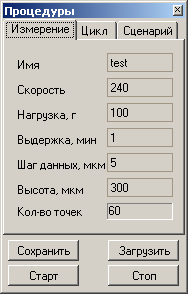 Процедуры
Измерение Цикл Сценарий
Имя test
Скорость 240
Нагрузка, г 100
Выдержка, мин 1
Шаг данных, мкм 5
Высота, мкм 300
Кол-во точек 60
Сохранить Загрузить
Старт Стоп